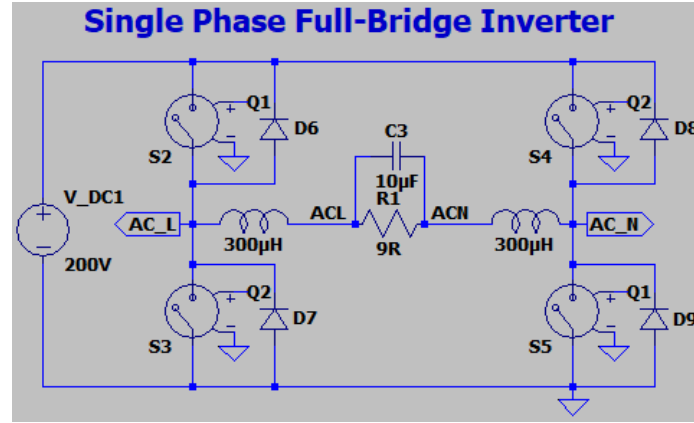 Single Phase Full-Bridge Inverter
Q1
D6
S2
C3
10µF
R1
9R
Q2
D8
S4
V_DC1
200V
AC_L
300µH
ACL
ACN
300µH
AC_N
Q2
D7
S3
Q1
D9
S5